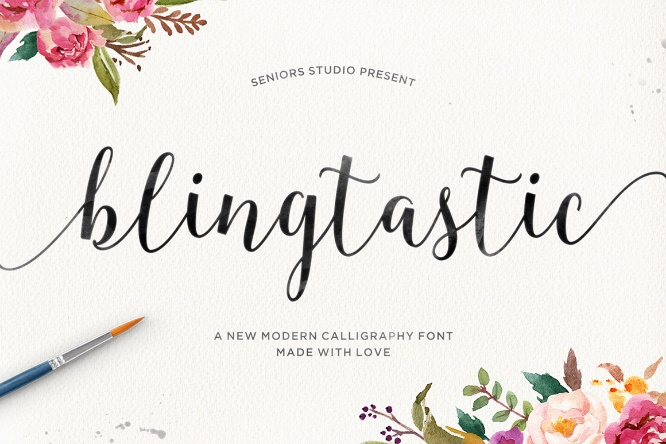 SENIORS STUDIO PRESENT
blingtastic
A NEW MODERN CALLIGRAPHY FONT
MADE WITH LOVE